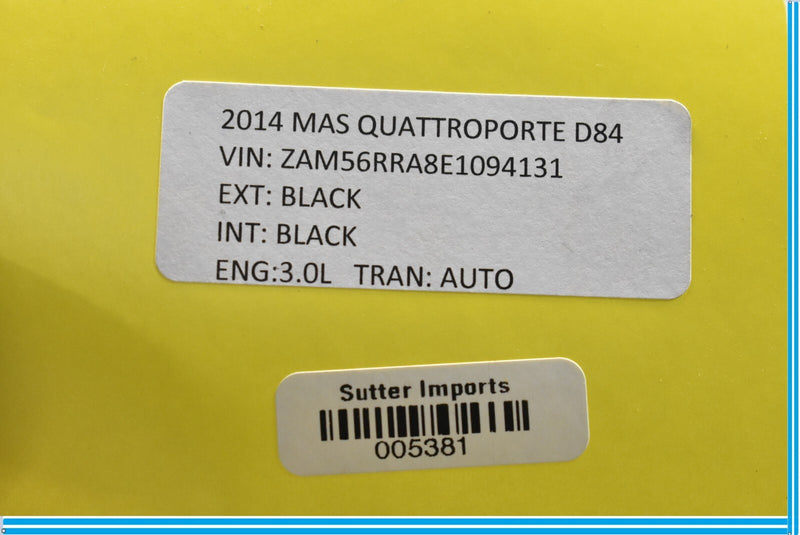 2014 MAS QUATTROPORTE D84
VIN: ZAM56RRA8E1094131
EXT: BLACK
INT: BLACK
ENG:3.0L TRAN: AUTO
Sutter Imports
005381